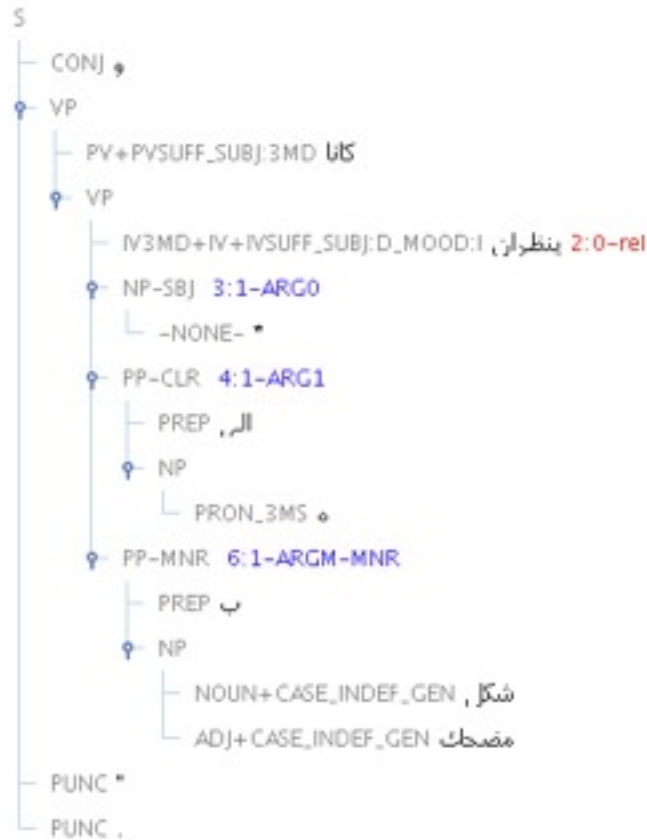 S
CONJ و
VP
PV+PVSUFF_SUBJ:3MD كانا
VP
IV3MD+IV+IVSUFF_SUBJ:D_MOOD:I ينظران 2:0-rel
NP-SBJ 3:1-ARG0
-NONE- *
PP-CLR 4:1-ARG1
PREP الى
NP
PRON_3MS ه
PP-MNR 6:1-ARGM-MNR
PREP ب
NP
NOUN+CASE_INDEF_GEN شكل
ADJ+CASE_INDEF_GEN مضحك
PUNC "
PUNC .